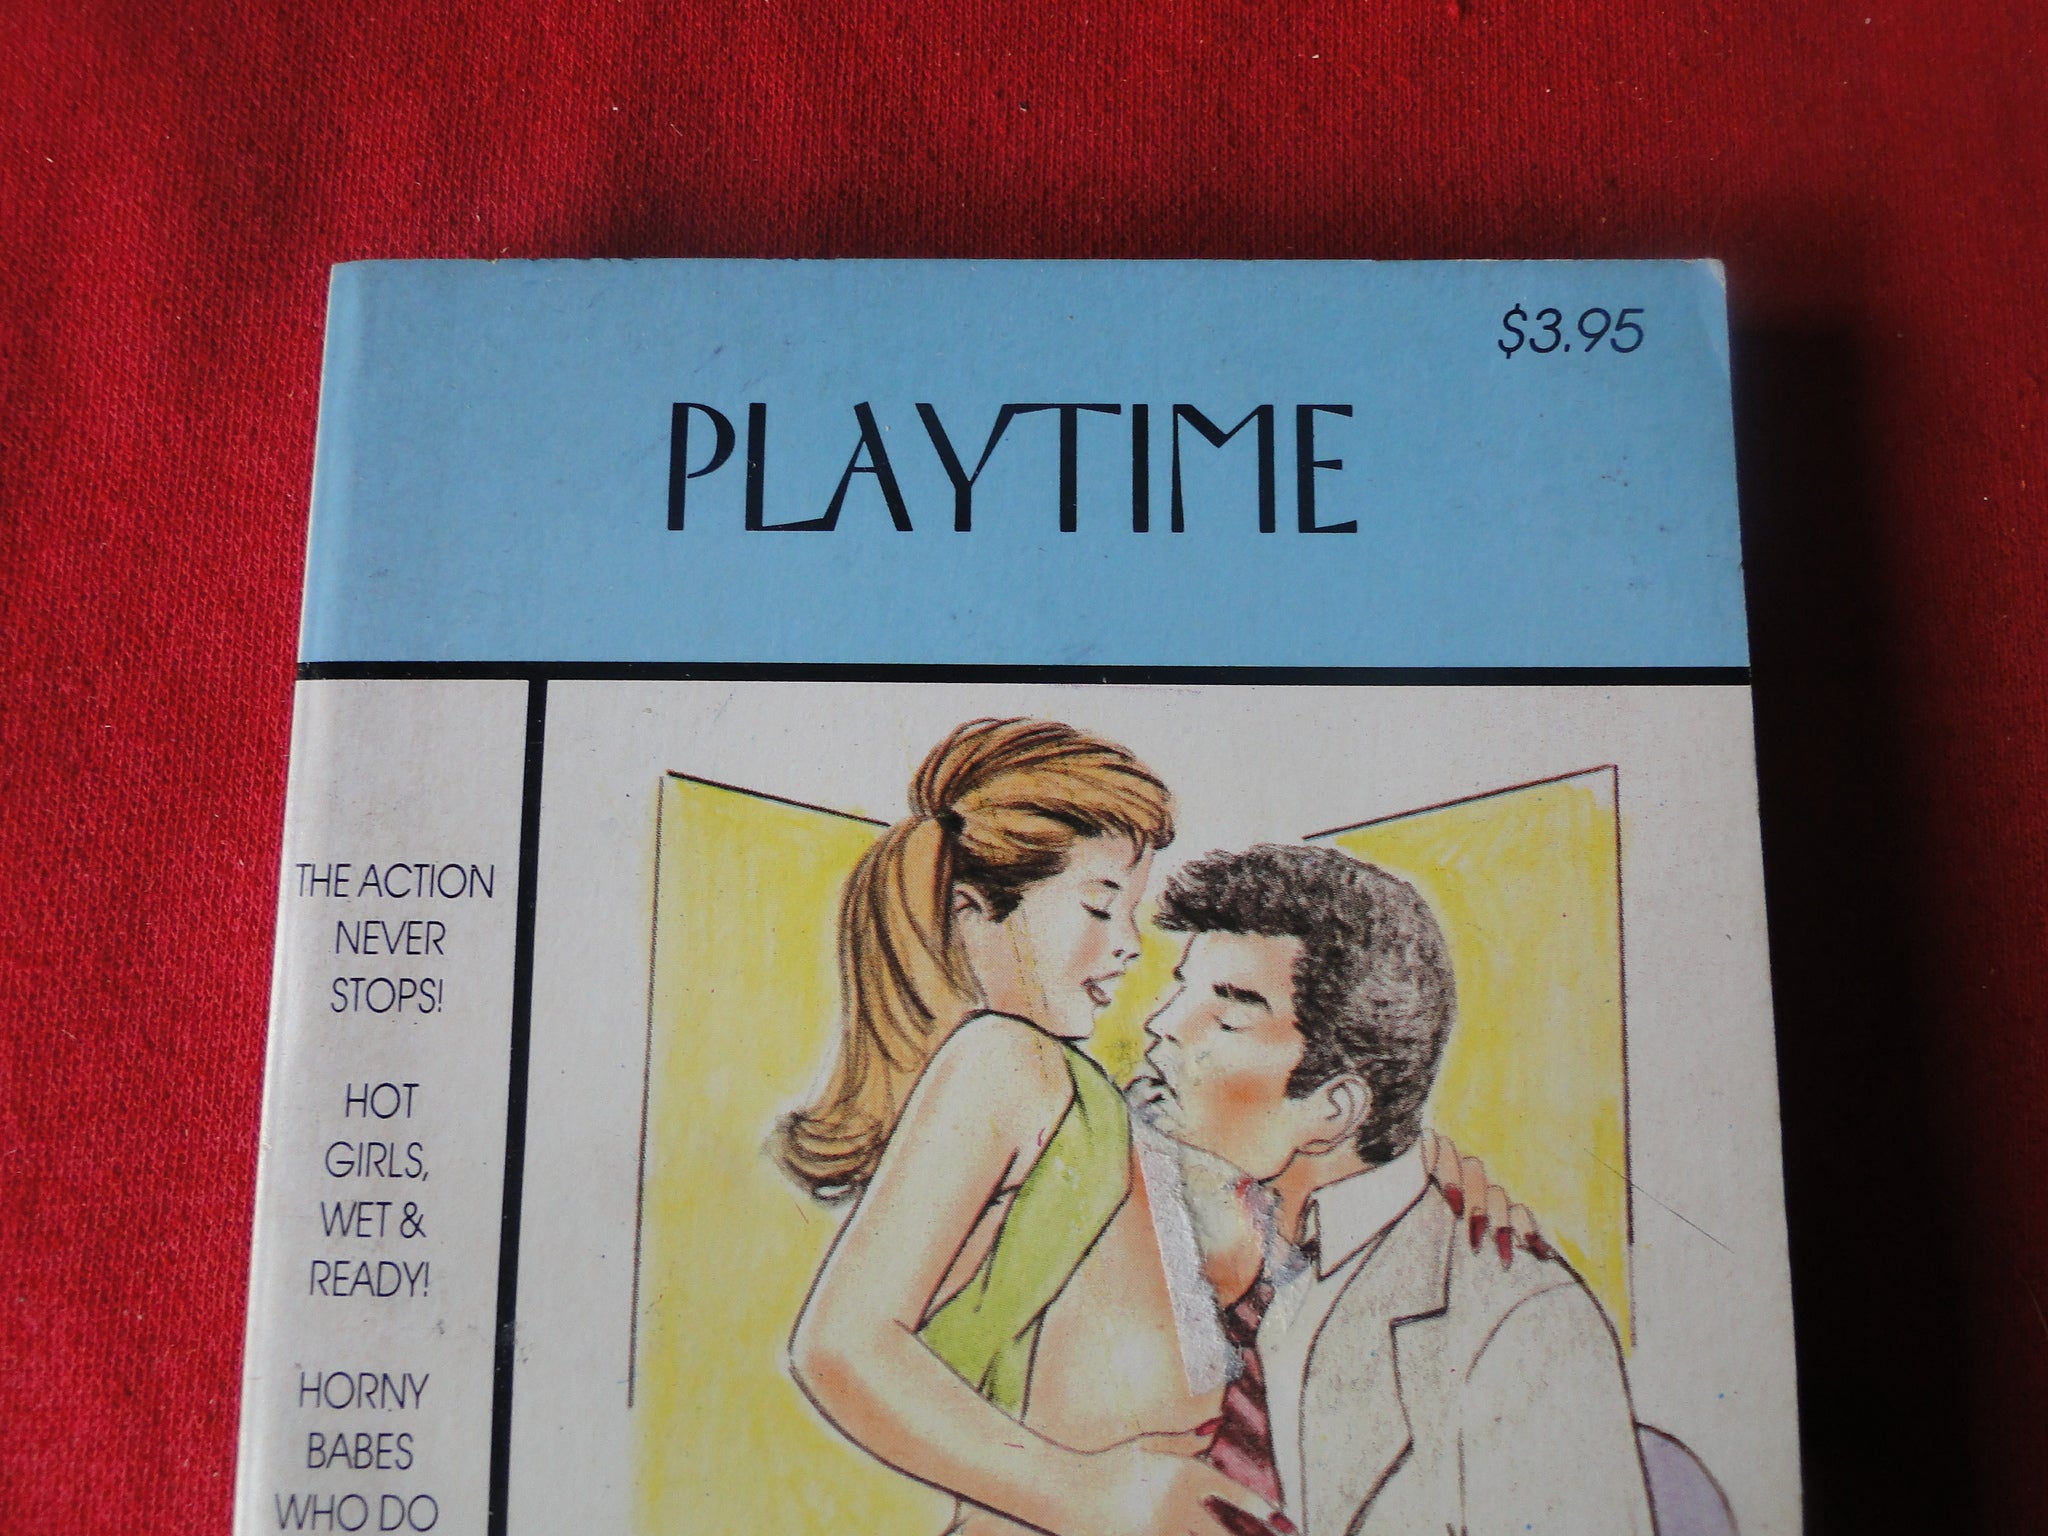 $3.95
PLAYTIME
THE ACTION
NEVER
STOPS!
HOT
GIRLS,
WET &
READY!
HORNY
BABES
WHO DO